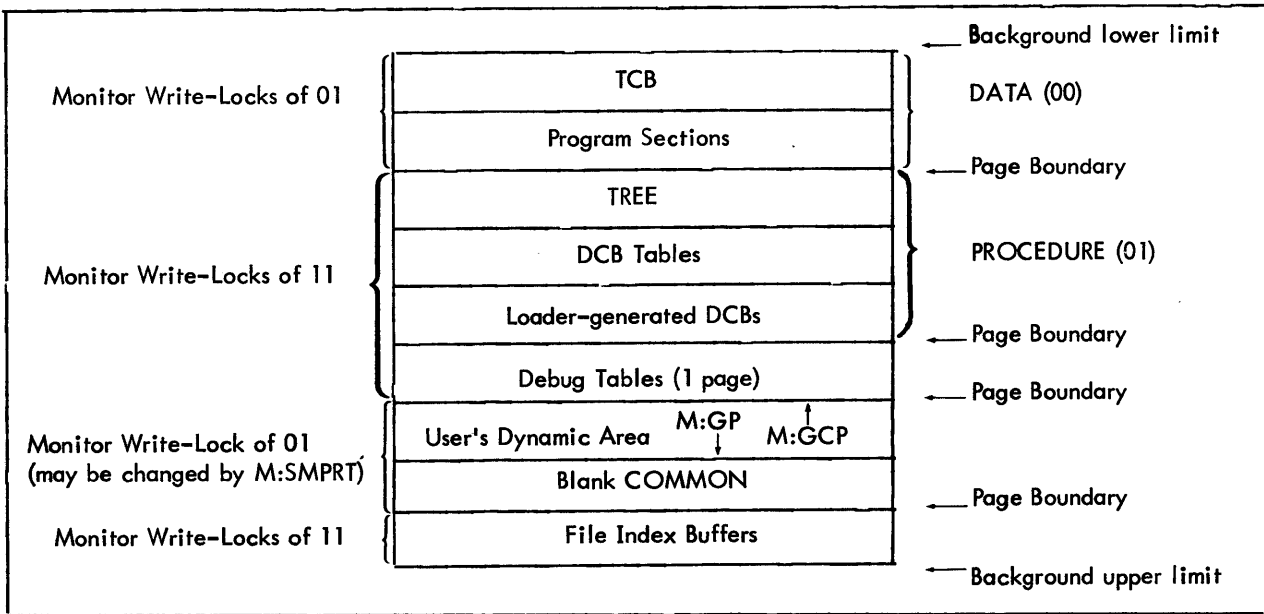 Background lower limit
Monitor Write-Locks of 01
TCB
DATA (00)
Program Sections
Page Boundary
TREE
DCB Tables
PROCEDURE (01)
Monitor Write-Locks of 11
Loader-generated DCBs
Page Boundary
Debug Tables (1 page)
Page Boundary
Monitor Write-Lock of 01
(may be changed by M:SMPRT)
User's Dynamic Area
M:GP
M:GCP
Blank COMMON
Page Boundary
Monitor Write-Locks of 11
File Index Buffers
Background upper limit